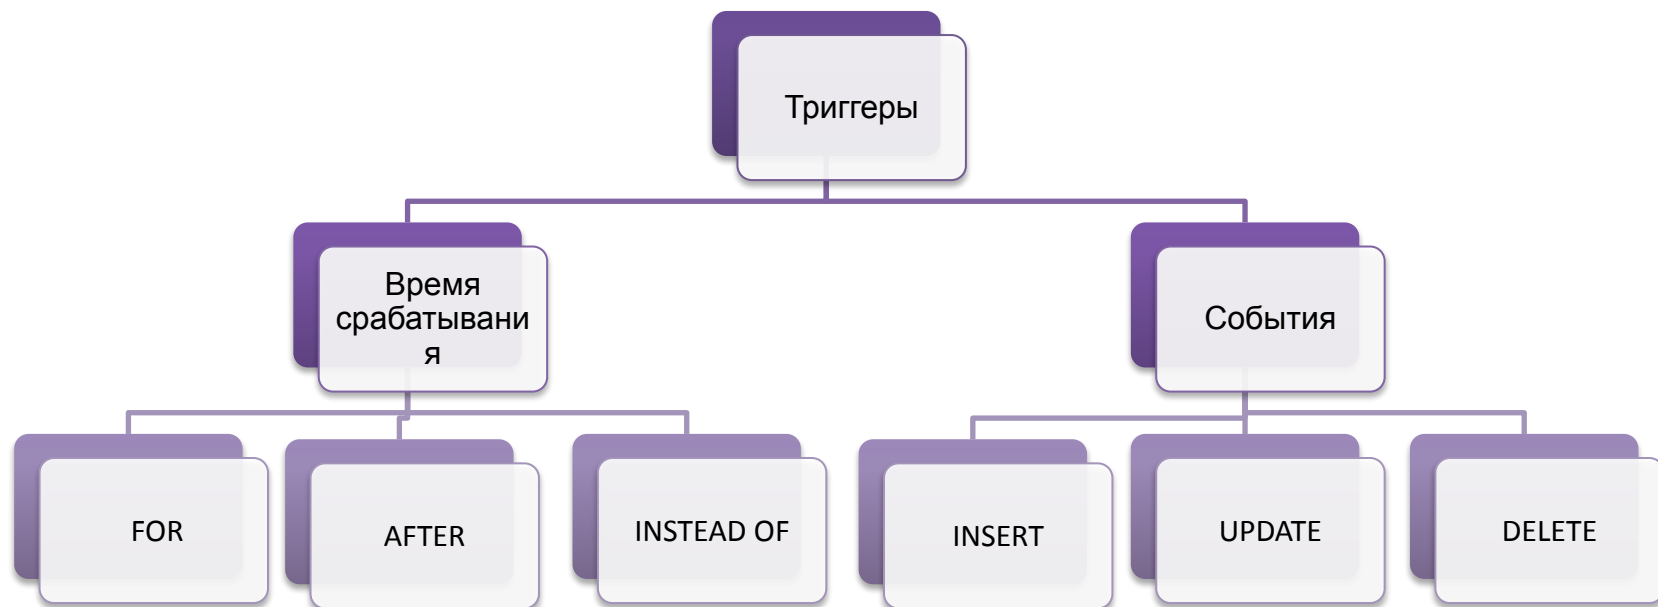 Триггеры
Время
срабатывани
я
События
FOR
AFTER
INSTEAD OF
INSERT
UPDATE
DELETE